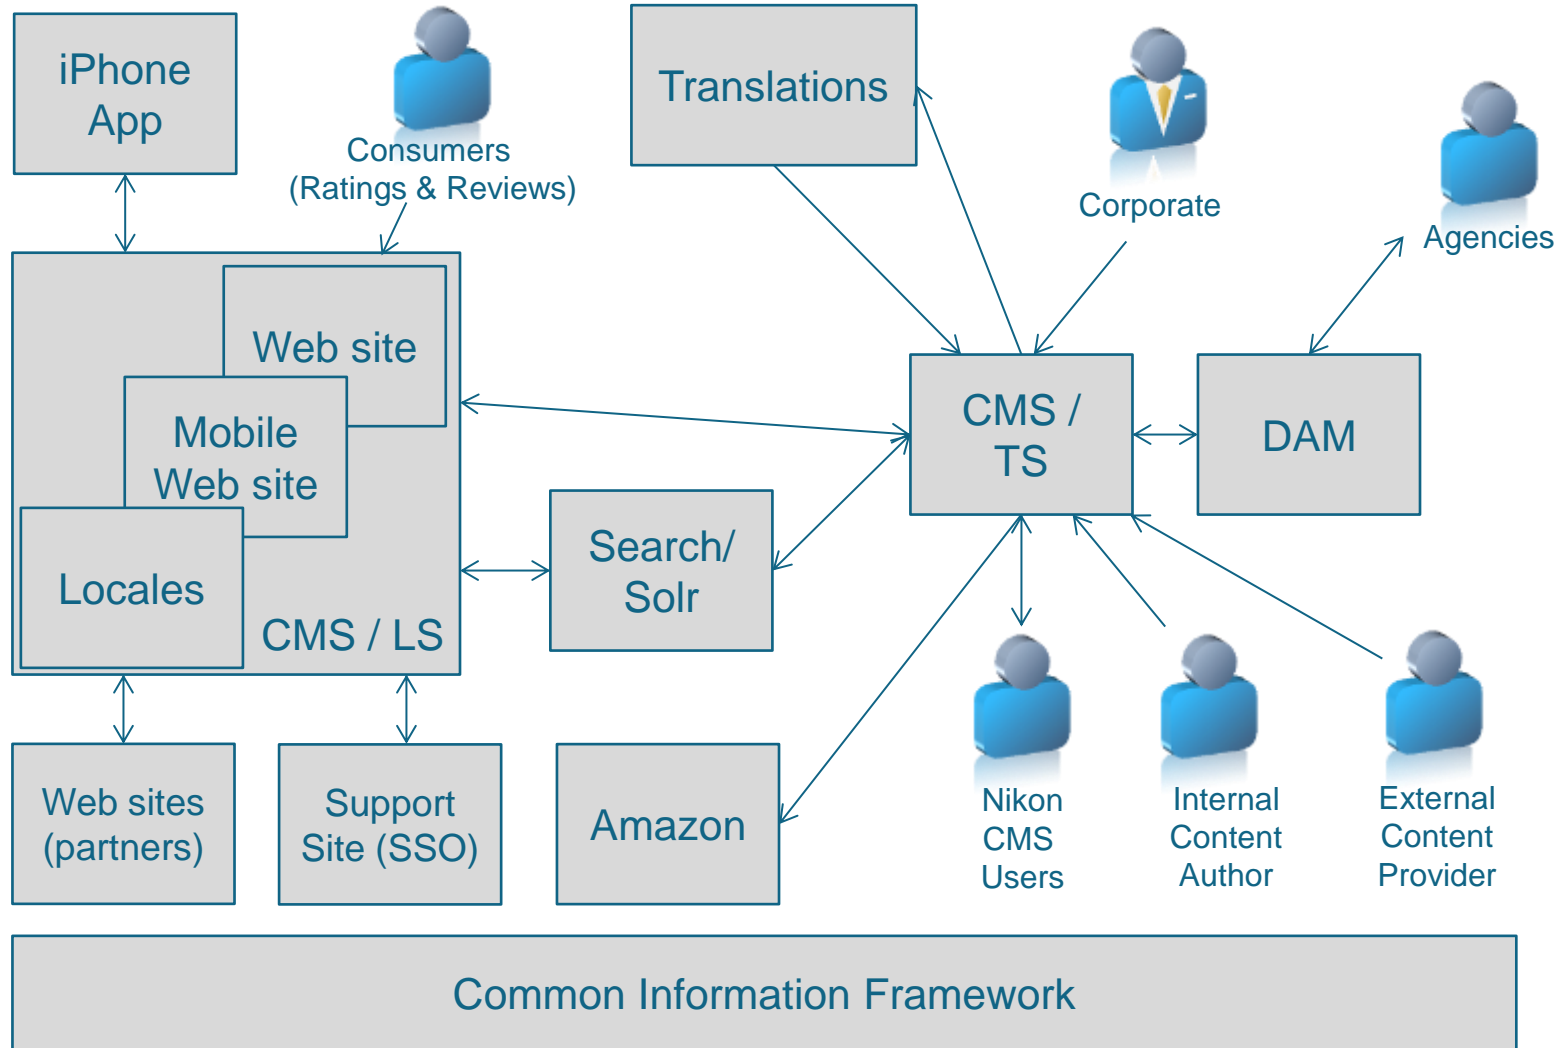 iPhone
App
Consumers
(Ratings & Reviews)
Translations
Corporate
Agencies
Web site
Mobile
Web site
Locales
CMS / LS
Search/
Solr
CMS /
TS
DAM
Web sites
(partners)
Support
Site (SSO)
Amazon
Nikon
CMS
Users
Internal
Content
Author
External
Content
Provider
Common Information Framework